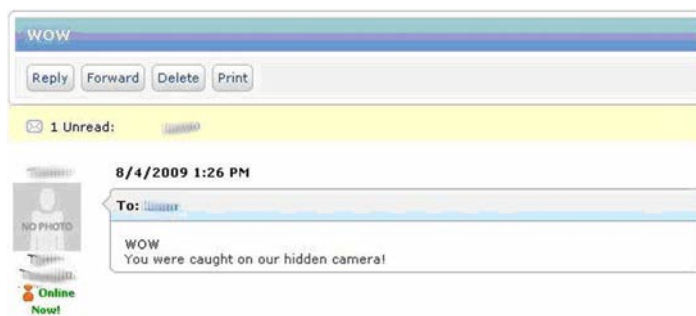 WOW
Reply Forward Delete Print
1 Unread:
8/4/2009 1:26 PM
To:
NO PHOTO
WOW
You were caught on our hidden camera!
Online
Now!